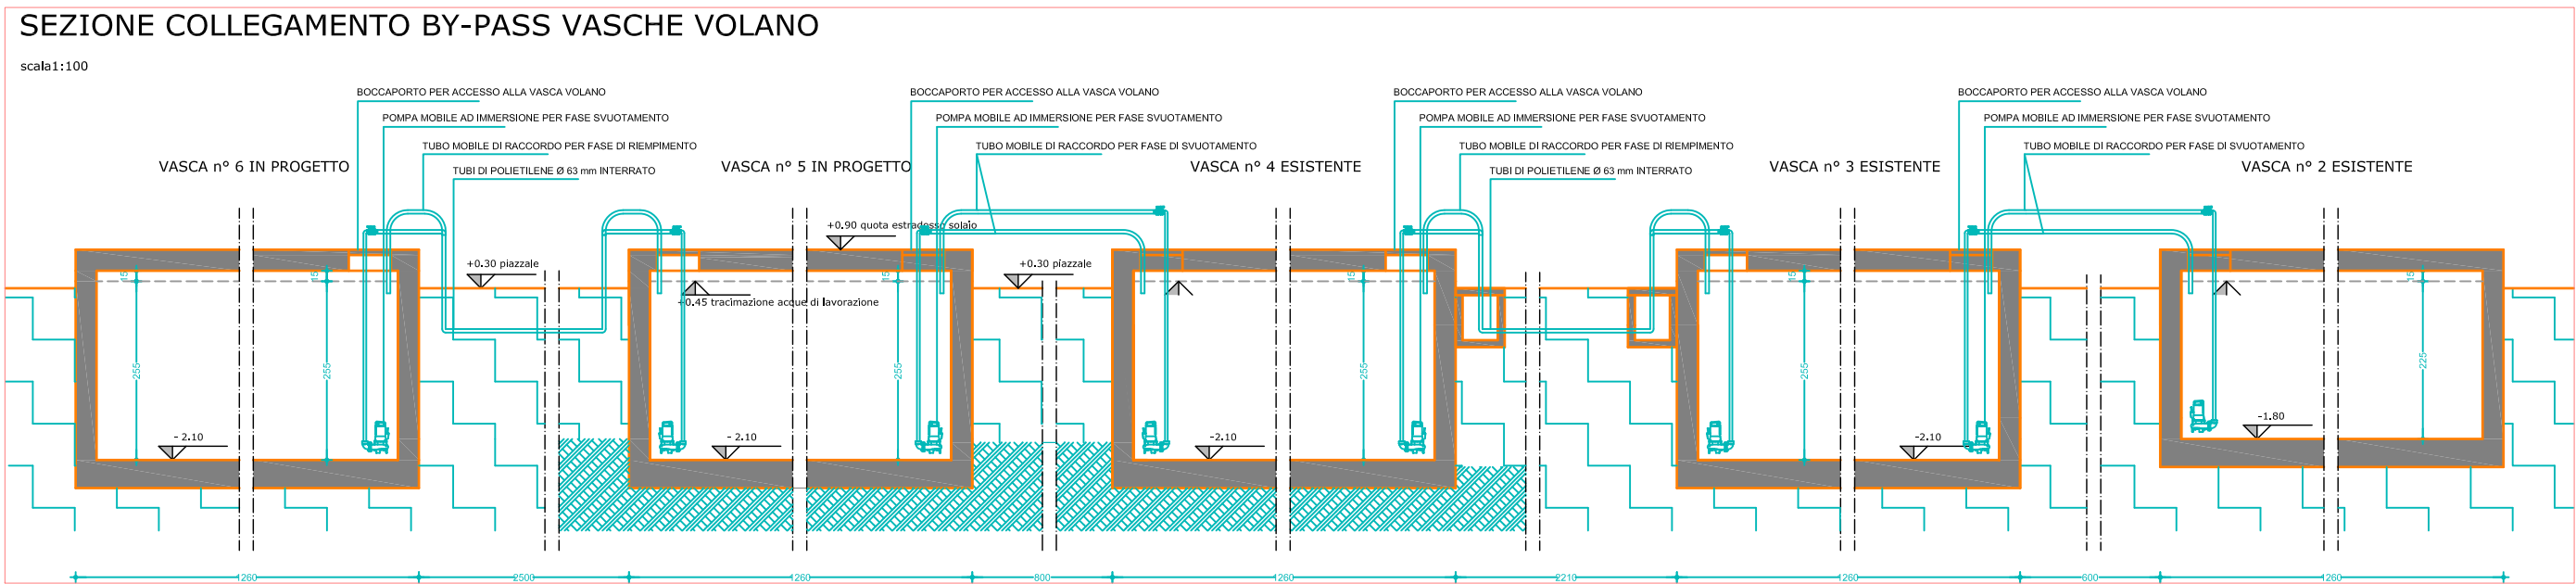 SEZIONE COLLEGAMENTO BY-PASS VASCHE VOLANO
scala1:100
BOCCAPORTO PER ACCESSO ALLA VASCA VOLANO
POMPA MOBILE AD IMMERSIONE PER FASE SVUOTAMENTO
TUBO MOBILE DI RACCORDO PER FASE DI RIEMPIMENTO
TUBI DI POLIETILENE Ø 63 mm INTERRATO
BOCCAPORTO PER ACCESSO ALLA VASCA VOLANO
POMPA MOBILE AD IMMERSIONE PER FASE SVUOTAMENTO
TUBO MOBILE DI RACCORDO PER FASE DI SVUOTAMENTO
BOCCAPORTO PER ACCESSO ALLA VASCA VOLANO
POMPA MOBILE AD IMMERSIONE PER FASE SVUOTAMENTO
TUBO MOBILE DI RACCORDO PER FASE DI RIEMPIMENTO
TUBI DI POLIETILENE Ø 63 mm INTERRATO
BOCCAPORTO PER ACCESSO ALLA VASCA VOLANO
POMPA MOBILE AD IMMERSIONE PER FASE SVUOTAMENTO
TUBO MOBILE DI RACCORDO PER FASE DI SVUOTAMENTO
VASCA n° 6 IN PROGETTO
VASCA n° 5 IN PROGETTO
VASCA n° 4 ESISTENTE
VASCA n° 3 ESISTENTE
VASCA n° 2 ESISTENTE
+0.90 quota estradosso solaio
+0.30 piazzale
+0.30 piazzale
+0.45 tracimazione acque di lavorazione
15
15
15
15
15
15
255
255
255
255
255
225
- 2.10
- 2.10
-2.10
-2.10
-1.80
1260
2500
1260
800
1260
2210
1260
600
1260